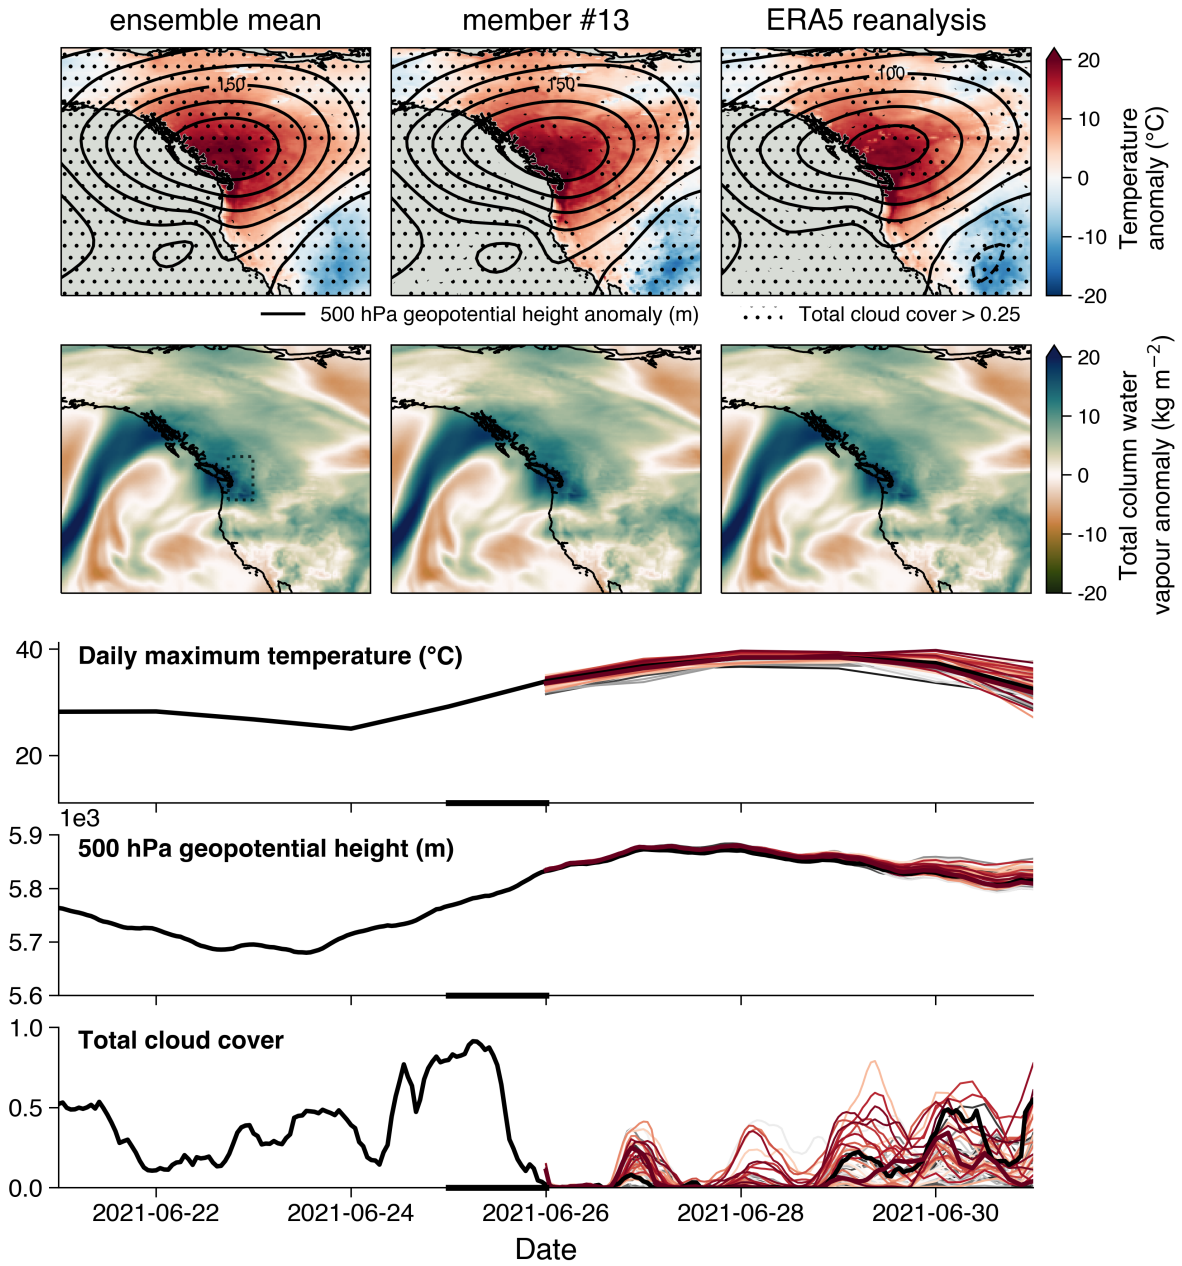 ensemble mean member #13 ERA5 reanalysis
150 150 100
20
10
0
-10
-20
Temperature
anomaly (°C)
500 hPa geopotential height anomaly (m) Total cloud cover > 0.25
20
10
0
-10
-20
Total column water
vapour anomaly (kg m−2)
Daily maximum temperature (°C)
40
20
1e3
500 hPa geopotential height (m)
5.9
5.8
5.7
5.6
Total cloud cover
1.0
0.5
0.0
2021-06-22 2021-06-24 2021-06-26 2021-06-28 2021-06-30
Date